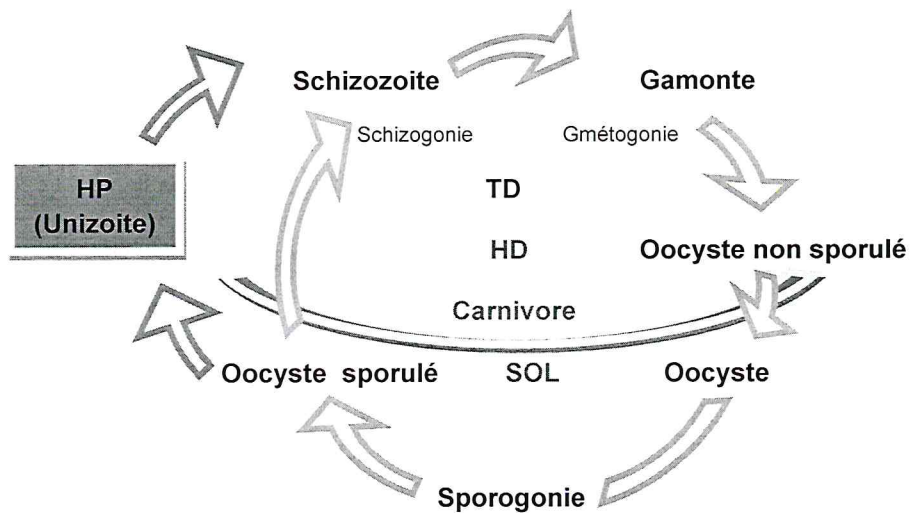 Schizozoite
Gamonte
Schizogonie
Gmétogonie
HP
(Unizoite)
TD
HD
Oocyste non sporulé
Carnivore
Oocyste sporulé
SOL
Oocyste
Sporogonie